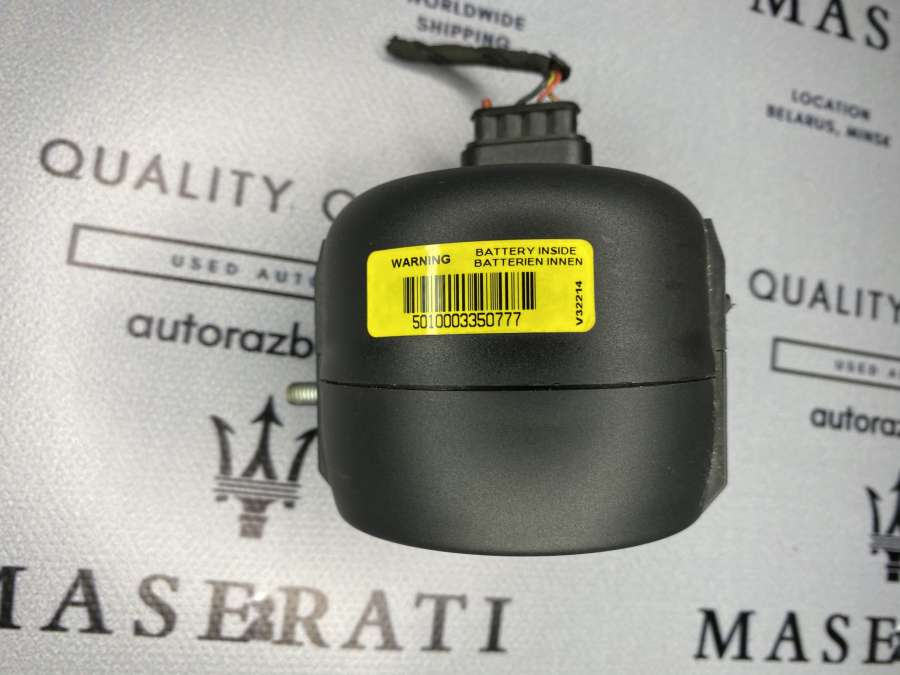 WORLDWIDE
SHIPPING
MAS
LOCATION
BELARUS, MINSK
QUALITY
USED AUTO
autorazb
MASERATI
WARNING
BATTERY INSIDE
BATTERIEN INNEN
5010003350777
V32214
QUALITY
USED A
autoraz
MASE